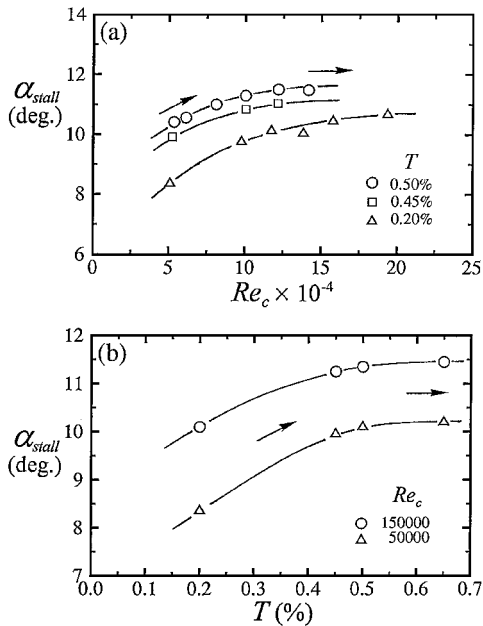 (a)
α_stall
(deg.)
14
12
10
8
6
T
0.50%
0.45%
0.20%
0 5 10 15 20 25
Re_c × 10⁻⁴
(b)
α_stall
(deg.)
12
11
10
9
8
7
Re_c
150000
50000
0.0 0.1 0.2 0.3 0.4 0.5 0.6 0.7
T (%)